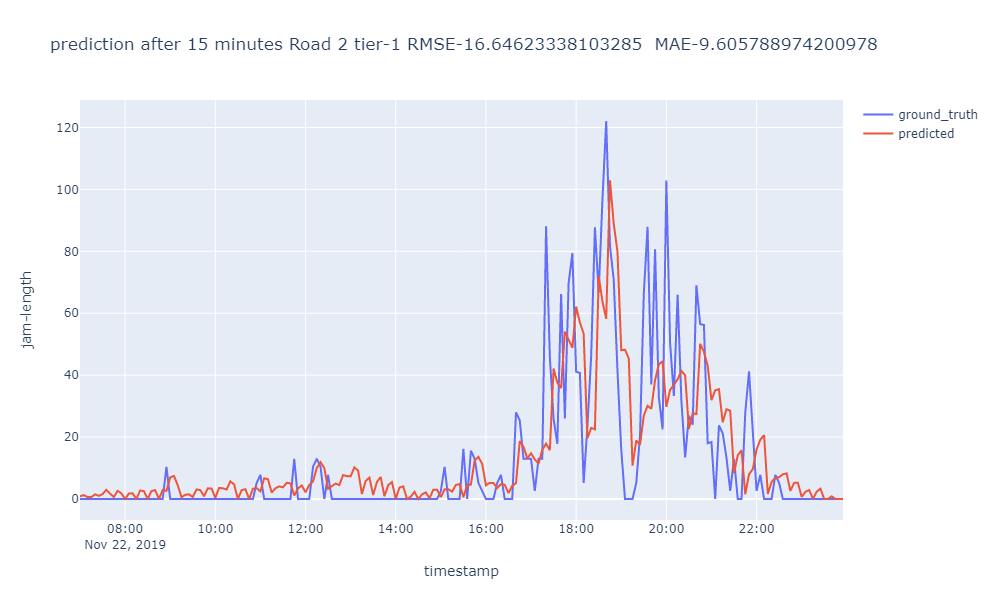 prediction after 15 minutes Road 2 tier-1 RMSE-16.64623338103285  MAE-9.605788974200978
ground_truth
predicted
120
100
80
60
40
20
0
jam-length
08:00 10:00 12:00 14:00 16:00 18:00 20:00 22:00
Nov 22, 2019
timestamp